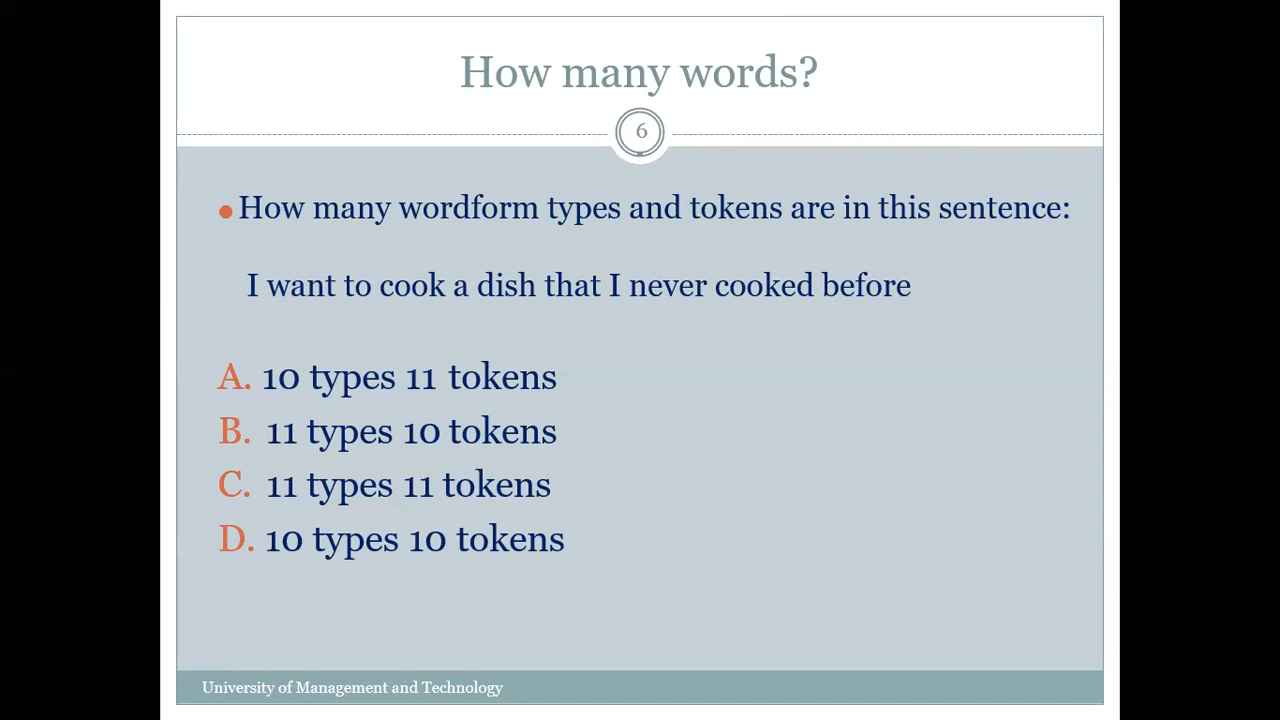 How many words?
6
How many wordform types and tokens are in this sentence:
I want to cook a dish that I never cooked before
A. 10 types 11 tokens
B. 11 types 10 tokens
C. 11 types 11 tokens
D. 10 types 10 tokens
University of Management and Technology